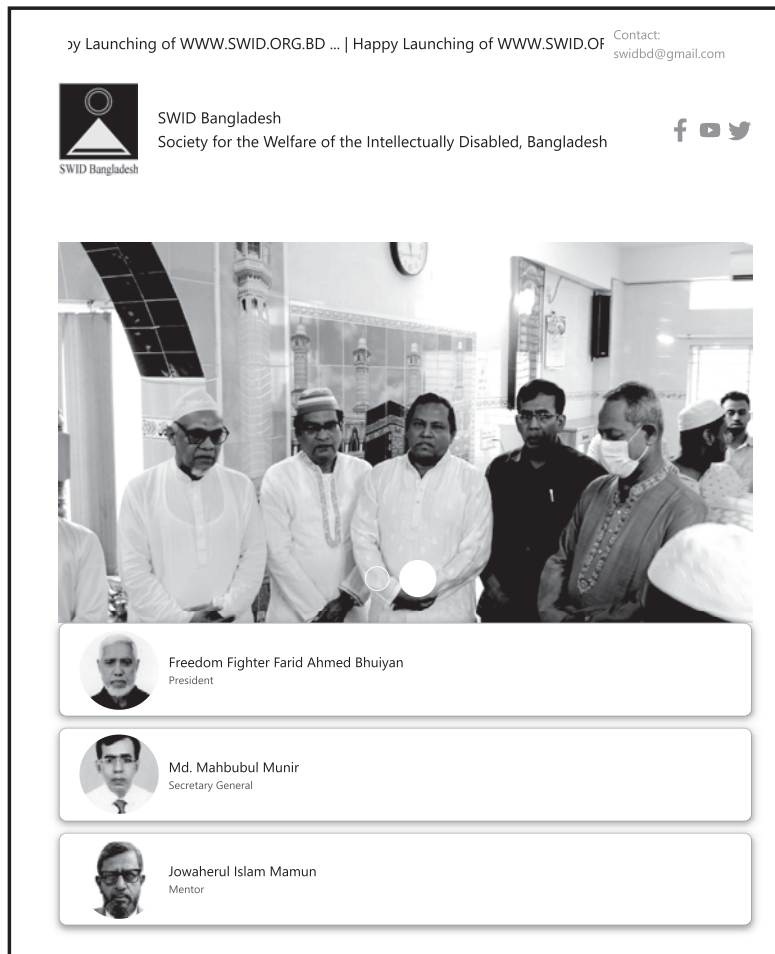 py Launching of WWW.SWID.ORG.BD ... | Happy Launching of WWW.SWID.OF
Contact:
swidbd@gmail.com
SWID Bangladesh
SWID Bangladesh
Society for the Welfare of the Intellectually Disabled, Bangladesh
Freedom Fighter Farid Ahmed Bhuiyan
President
Md. Mahbubul Munir
Secretary General
Jowaherul Islam Mamun
Mentor